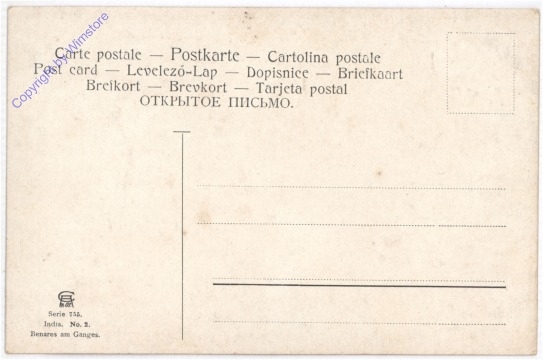 Copyright by Wimstore
Carte postale — Postkarte — Cartolina postale
Post card — Levelező-Lap — Dopisnice — Briefkaart
Brefkort — Brevkort — Tarjeta postal
ОТКРЫТОЕ ПИСЬМО.
Serie 755.
India. No. 2.
Benares am Ganges.